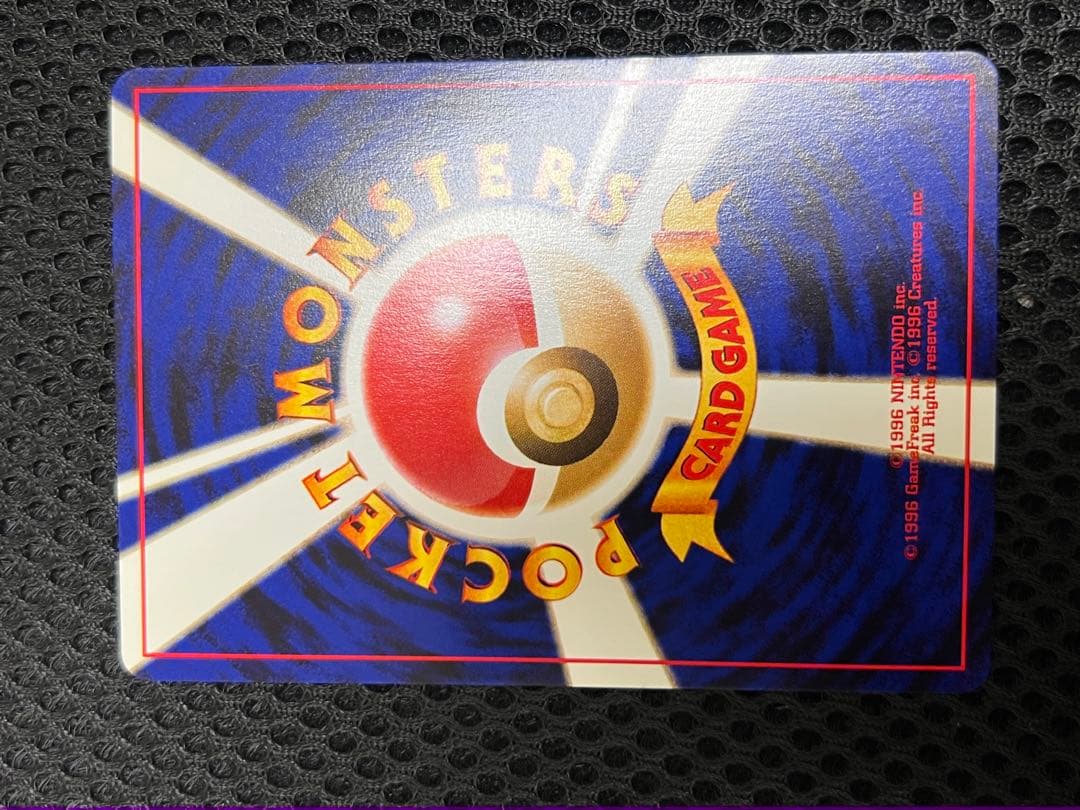 POCKET MONSTERS
CARD GAME
©1996 NINTENDO inc.
©1996 GameFreak inc. ©1996 Creatures inc
All Rights reserved.